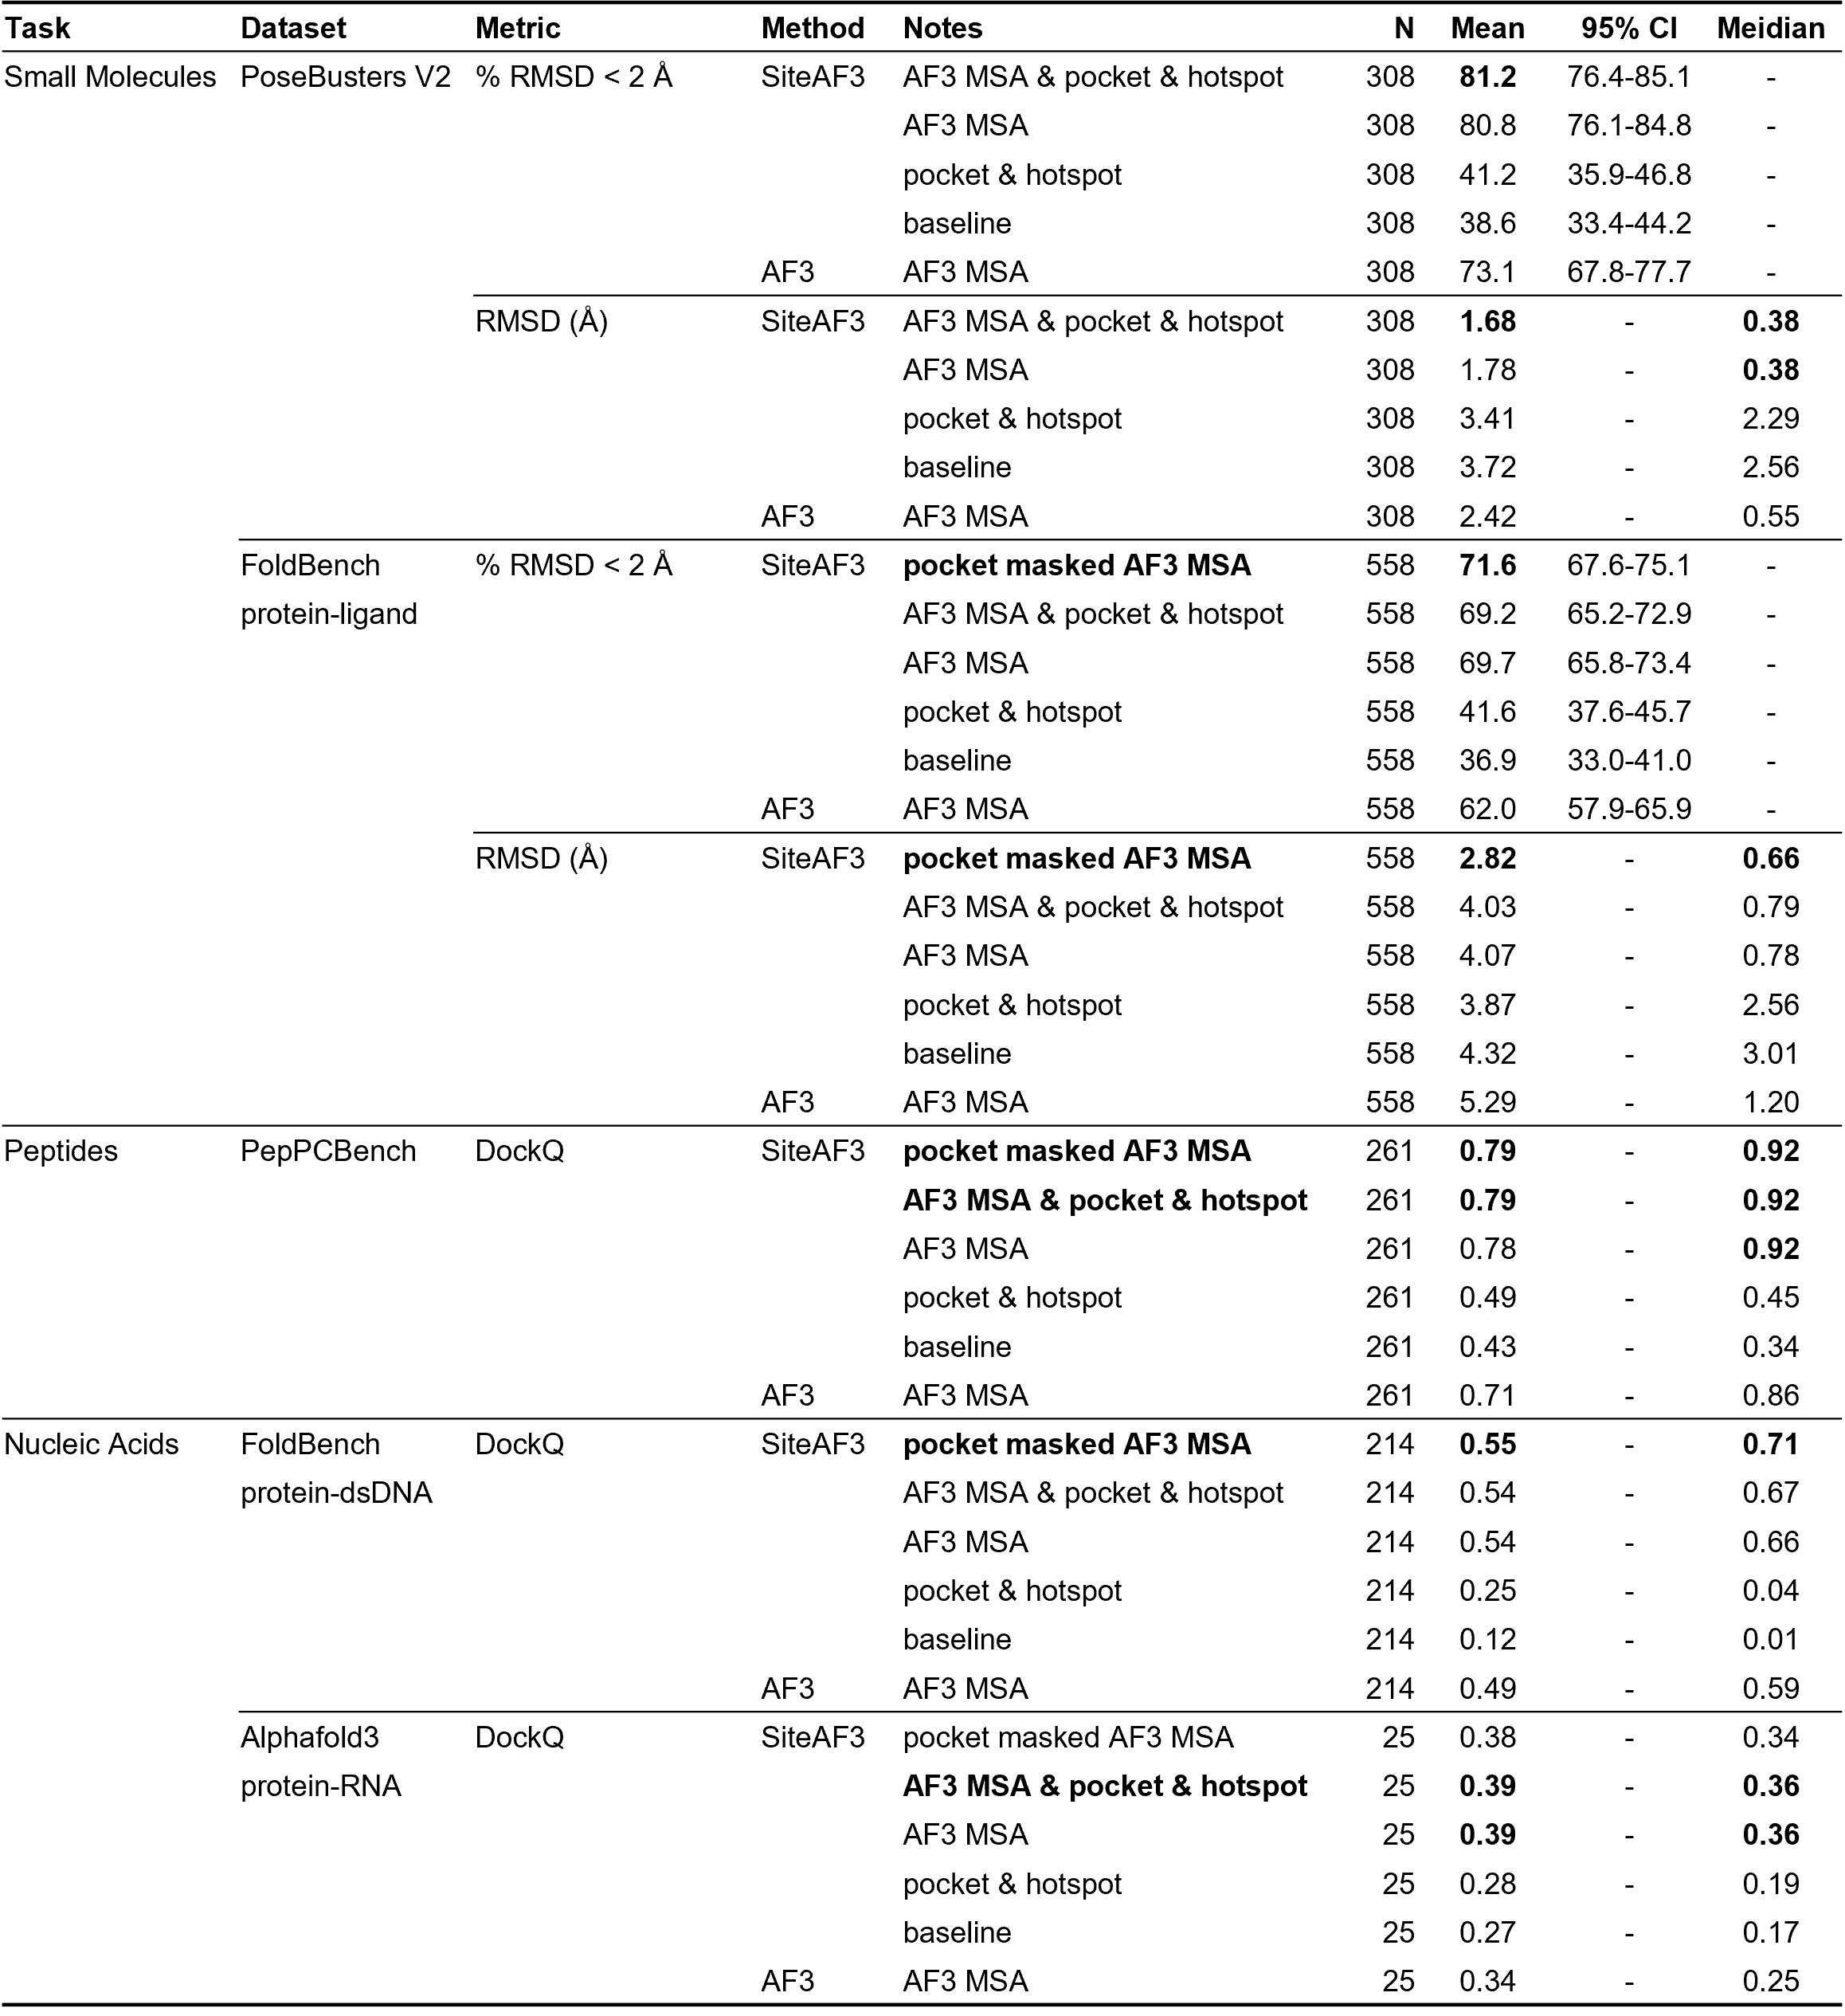 Task Dataset Metric Method Notes N Mean 95% CI Meidian
Small Molecules PoseBusters V2 % RMSD < 2 Å SiteAF3 AF3 MSA & pocket & hotspot 308 81.2 76.4-85.1 -
AF3 MSA 308 80.8 76.1-84.8 -
pocket & hotspot 308 41.2 35.9-46.8 -
baseline 308 38.6 33.4-44.2 -
AF3 AF3 MSA 308 73.1 67.8-77.7 -
RMSD (Å) SiteAF3 AF3 MSA & pocket & hotspot 308 1.68 - 0.38
AF3 MSA 308 1.78 - 0.38
pocket & hotspot 308 3.41 - 2.29
baseline 308 3.72 - 2.56
AF3 AF3 MSA 308 2.42 - 0.55
FoldBench % RMSD < 2 Å SiteAF3 pocket masked AF3 MSA 558 71.6 67.6-75.1 -
protein-ligand AF3 MSA & pocket & hotspot 558 69.2 65.2-72.9 -
AF3 MSA 558 69.7 65.8-73.4 -
pocket & hotspot 558 41.6 37.6-45.7 -
baseline 558 36.9 33.0-41.0 -
AF3 AF3 MSA 558 62.0 57.9-65.9 -
RMSD (Å) SiteAF3 pocket masked AF3 MSA 558 2.82 - 0.66
AF3 MSA & pocket & hotspot 558 4.03 - 0.79
AF3 MSA 558 4.07 - 0.78
pocket & hotspot 558 3.87 - 2.56
baseline 558 4.32 - 3.01
AF3 AF3 MSA 558 5.29 - 1.20
Peptides PepPCBench DockQ SiteAF3 pocket masked AF3 MSA 261 0.79 - 0.92
AF3 MSA & pocket & hotspot 261 0.79 - 0.92
AF3 MSA 261 0.78 - 0.92
pocket & hotspot 261 0.49 - 0.45
baseline 261 0.43 - 0.34
AF3 AF3 MSA 261 0.71 - 0.86
Nucleic Acids FoldBench DockQ SiteAF3 pocket masked AF3 MSA 214 0.55 - 0.71
protein-dsDNA AF3 MSA & pocket & hotspot 214 0.54 - 0.67
AF3 MSA 214 0.54 - 0.66
pocket & hotspot 214 0.25 - 0.04
baseline 214 0.12 - 0.01
AF3 AF3 MSA 214 0.49 - 0.59
Alphafold3 DockQ SiteAF3 pocket masked AF3 MSA 25 0.38 - 0.34
protein-RNA AF3 MSA & pocket & hotspot 25 0.39 - 0.36
AF3 MSA 25 0.39 - 0.36
pocket & hotspot 25 0.28 - 0.19
baseline 25 0.27 - 0.17
AF3 AF3 MSA 25 0.34 - 0.25